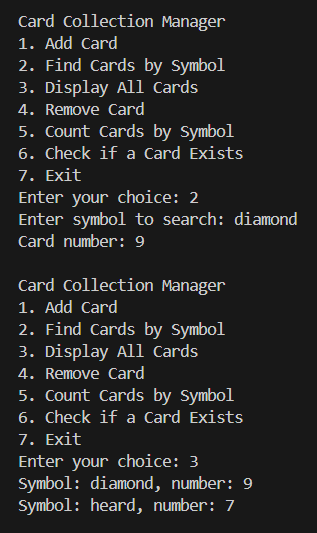 Card Collection Manager
1. Add Card
2. Find Cards by Symbol
3. Display All Cards
4. Remove Card
5. Count Cards by Symbol
6. Check if a Card Exists
7. Exit
Enter your choice: 2
Enter symbol to search: diamond
Card number: 9

Card Collection Manager
1. Add Card
2. Find Cards by Symbol
3. Display All Cards
4. Remove Card
5. Count Cards by Symbol
6. Check if a Card Exists
7. Exit
Enter your choice: 3
Symbol: diamond, number: 9
Symbol: heard, number: 7